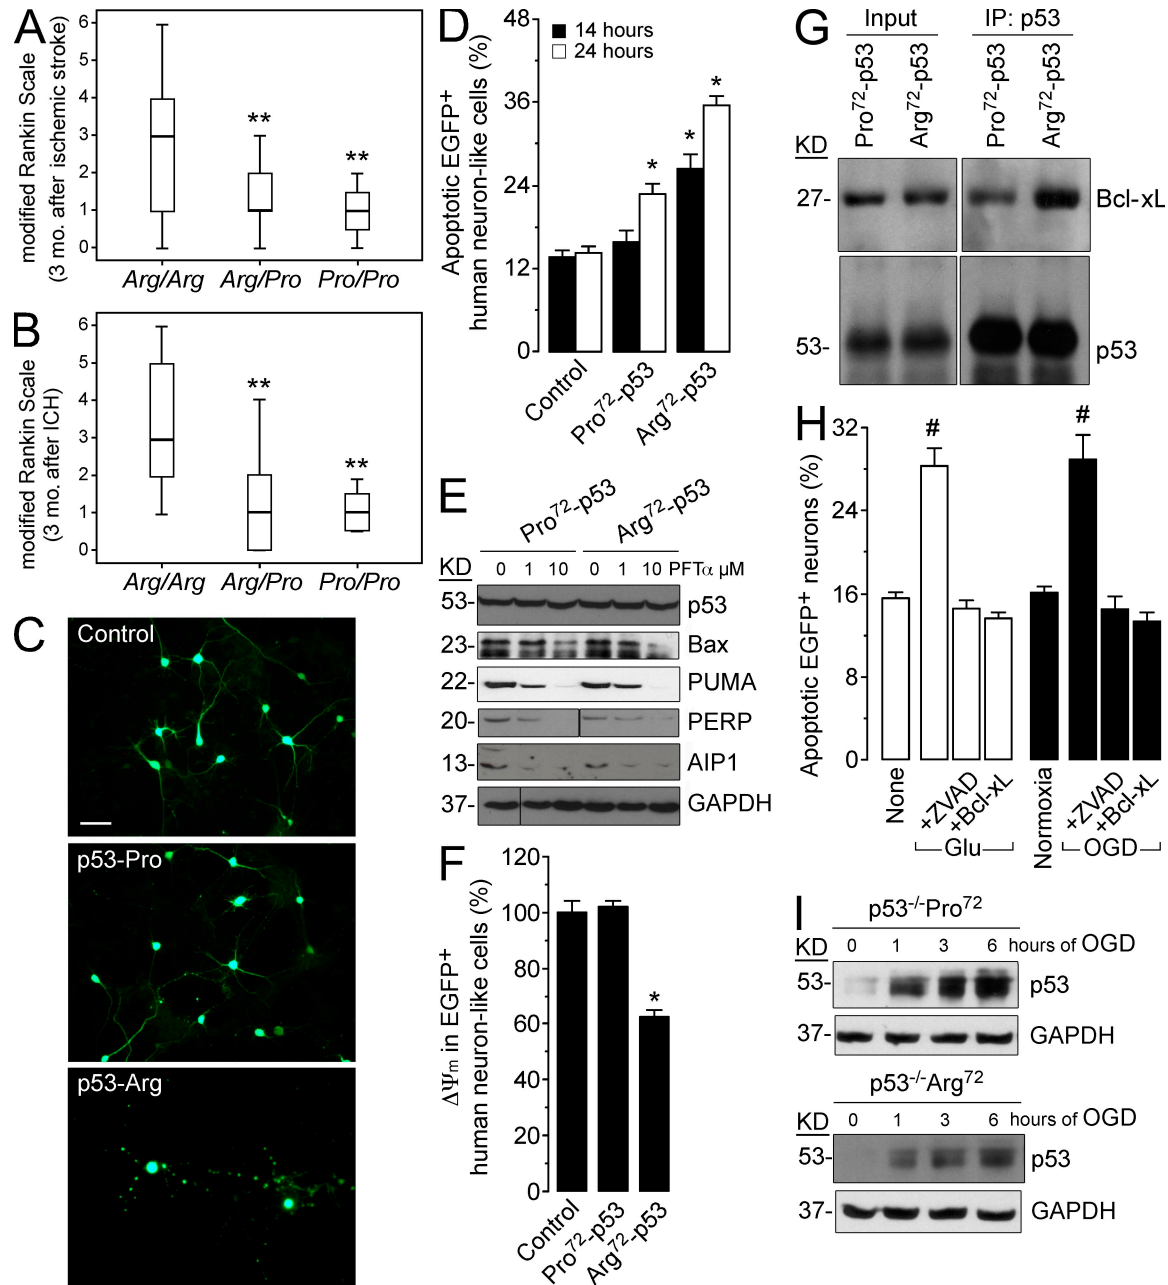 A
modified Rankin Scale
(3 mo. after ischemic stroke)
6
5
4
3
2
1
0
**
**
Arg/Arg Arg/Pro Pro/Pro
B
modified Rankin Scale
(3 mo. after ICH)
6
5
4
3
2
1
0
**
**
Arg/Arg Arg/Pro Pro/Pro
C
Control
p53-Pro
p53-Arg
D
Apoptotic EGFP+
human neuron-like cells (%)
48
36
24
12
0
14 hours
24 hours
*
*
*
Control
Pro72-p53
Arg72-p53
E
Pro72-p53 Arg72-p53
KD 0 1 10 0 1 10 PFTα µM
53- p53
23- Bax
22- PUMA
20- PERP
13- AIP1
37- GAPDH
F
ΔΨm in EGFP+
human neuron-like cells (%)
120
100
80
60
40
20
0
*
Control
Pro72-p53
Arg72-p53
G
Input IP: p53
Pro72-p53 Arg72-p53 Pro72-p53 Arg72-p53
KD
27- Bcl-xL
53- p53
H
Apoptotic EGFP+ neurons (%)
32
24
16
8
0
#
#
None
+ZVAD
+Bcl-xL
Glu
Normoxia
+ZVAD
+Bcl-xL
OGD
I
p53-/-Pro72
KD 0 1 3 6 hours of OGD
53- p53
37- GAPDH
p53-/-Arg72
KD 0 1 3 6 hours of OGD
53- p53
37- GAPDH